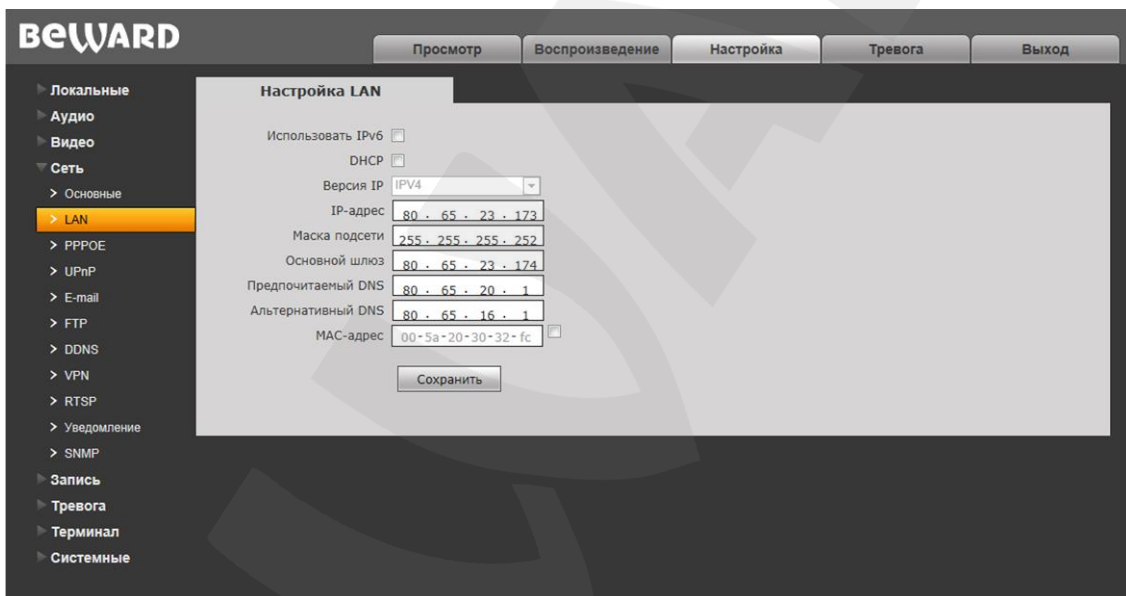 BEWARD
Просмотр Воспроизведение Настройка Тревога Выход
Локальные
Аудио
Видео
Сеть
Основные
LAN
PPPOE
UPnP
E-mail
FTP
DDNS
VPN
RTSP
Уведомление
SNMP
Запись
Тревога
Терминал
Системные
Настройка LAN
Использовать IPv6
DHCP
Версия IP IPV4
IP-адрес 80 . 65 . 23 . 173
Маска подсети 255 . 255 . 255 . 252
Основной шлюз 80 . 65 . 23 . 174
Предпочитаемый DNS 80 . 65 . 20 . 1
Альтернативный DNS 80 . 65 . 16 . 1
MAC-адрес 00-5a-20-30-32-fc
Сохранить